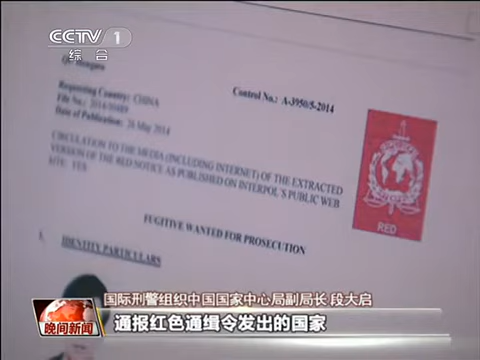 CCTV 1
综合
Requesting Country: CHINA
Control No.: A-3950/5-2014
File No.: 2014/
Date of Publication: 26 May 2014
CIRCULATION TO THE MEDIA (INCLUDING INTERNET) OF THE EXTRACTED
VERSION OF THE RED NOTICE AS PUBLISHED ON INTERPOL'S PUBLIC WEB
SITE: YES
RED
FUGITIVE WANTED FOR PROSECUTION
1. IDENTITY PARTICULARS
国际刑警组织中国国家中心局副局长 段大启
晚间新闻
通报红色通缉令发出的国家